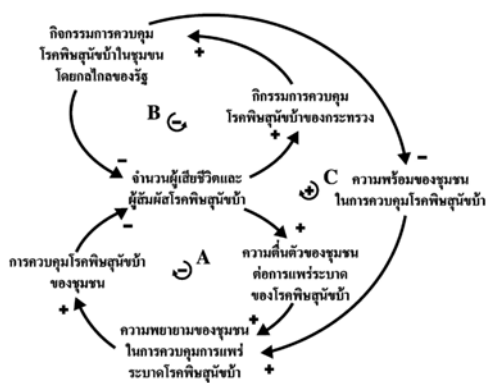 กิจกรรมการควบคุม
โรคพิษสุนัขบ้าในชุมชน
โดยกลไกลของรัฐ
+
กิกรรมการควบคุม
โรคพิษสุนัขบ้าของกระทรวง
+
B
−
−
จำนวนผู้เสียชีวิตและ
ผู้สัมผัสโรคพิษสุนัขบ้า
−
C
+
−
ความพร้อมของชุมชน
ในการควบคุมโรคพิษสุนัขบ้า
+
ความตื่นตัวของชุมชน
ต่อการแพร่ระบาด
ของโรคพิษสุนัขบ้า
A
−
การควบคุมโรคพิษสุนัขบ้า
ของชุมชน
+
+
ความพยายามของชุมชน
ในการควบคุมการแพร่
ระบาดโรคพิษสุนัขบ้า
+